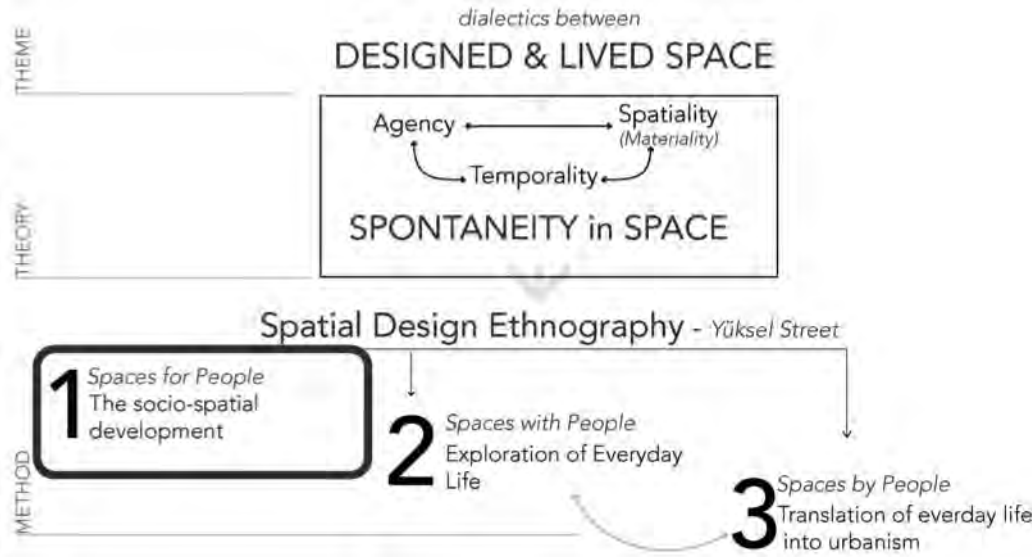 THEME
dialectics between
DESIGNED & LIVED SPACE
THEORY
Agency
Spatiality
(Materiality)
Temporality
SPONTANEITY in SPACE
METHOD
Spatial Design Ethnography - Yüksel Street
1
Spaces for People
The socio-spatial
development
2
Spaces with People
Exploration of Everyday
Life
3
Spaces by People
Translation of everday life
into urbanism